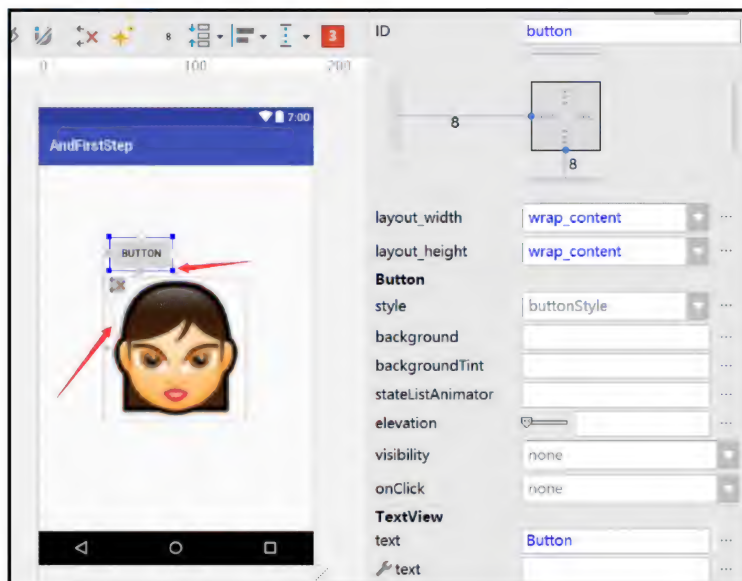 8
3
0
100
200
7:00
AndFirstStep
BUTTON
ID
button
8
8
layout_width
wrap_content
layout_height
wrap_content
Button
style
buttonStyle
background
backgroundTint
stateListAnimator
elevation
visibility
none
onClick
none
TextView
text
Button
text